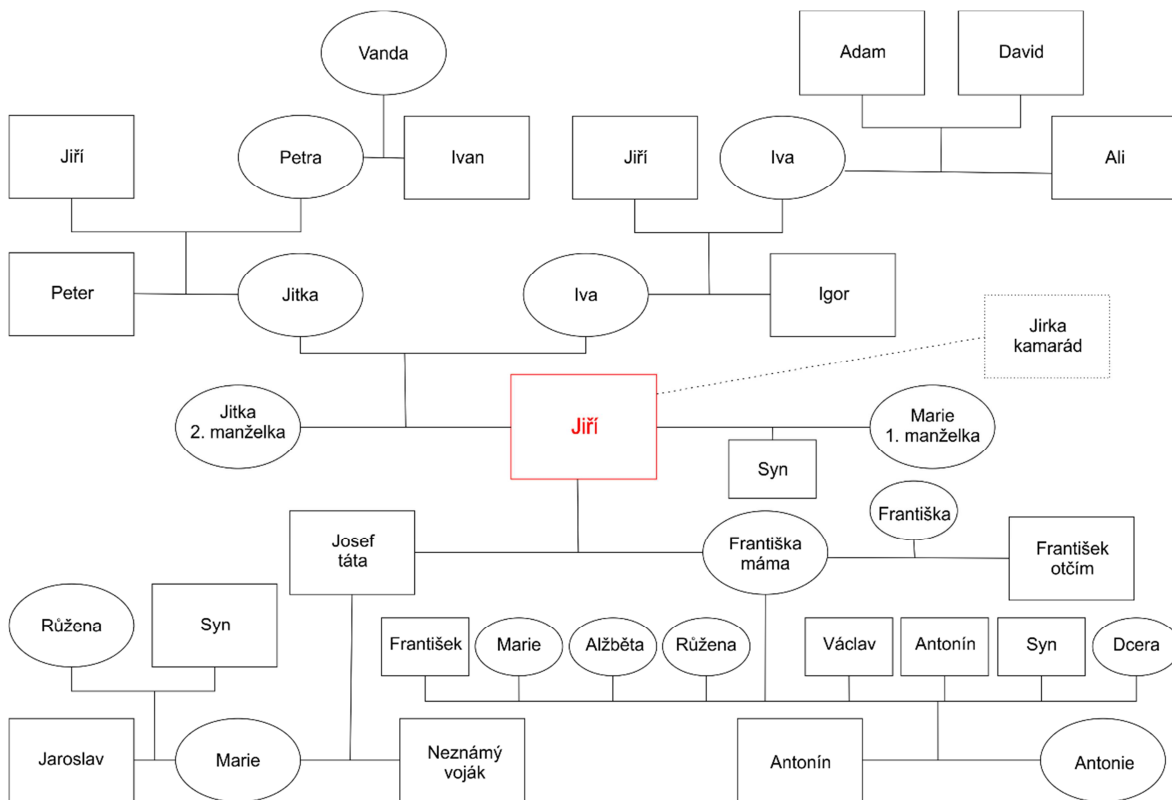 Vanda
Adam
David
Jiří
Petra
Ivan
Jiří
Iva
Ali
Peter
Jitka
Iva
Igor
Jirka
kamarád
Jitka
2. manželka
Jiří
Marie
1. manželka
Syn
Františka
Josef
táta
Františka
máma
František
otčím
Růžena
Syn
František
Marie
Alžběta
Růžena
Václav
Antonín
Syn
Dcera
Jaroslav
Marie
Neznámý
voják
Antonín
Antonie